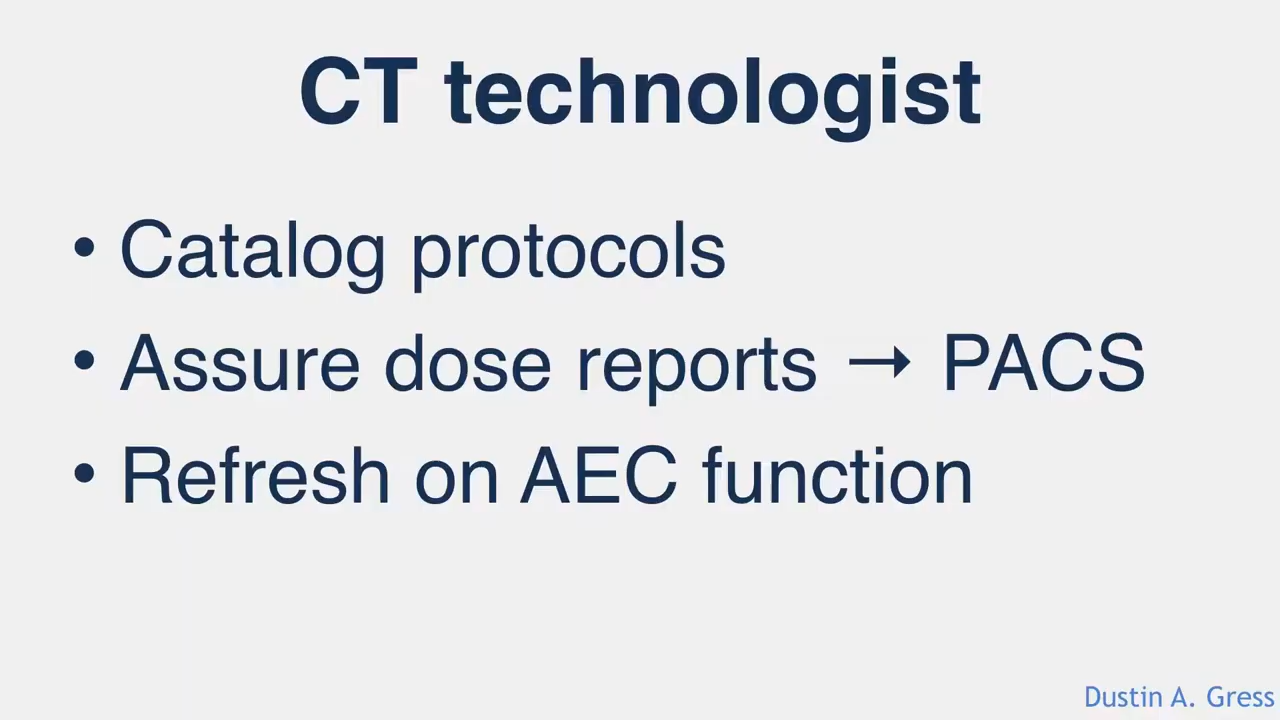 CT technologist
• Catalog protocols
• Assure dose reports → PACS
• Refresh on AEC function
Dustin A. Gress